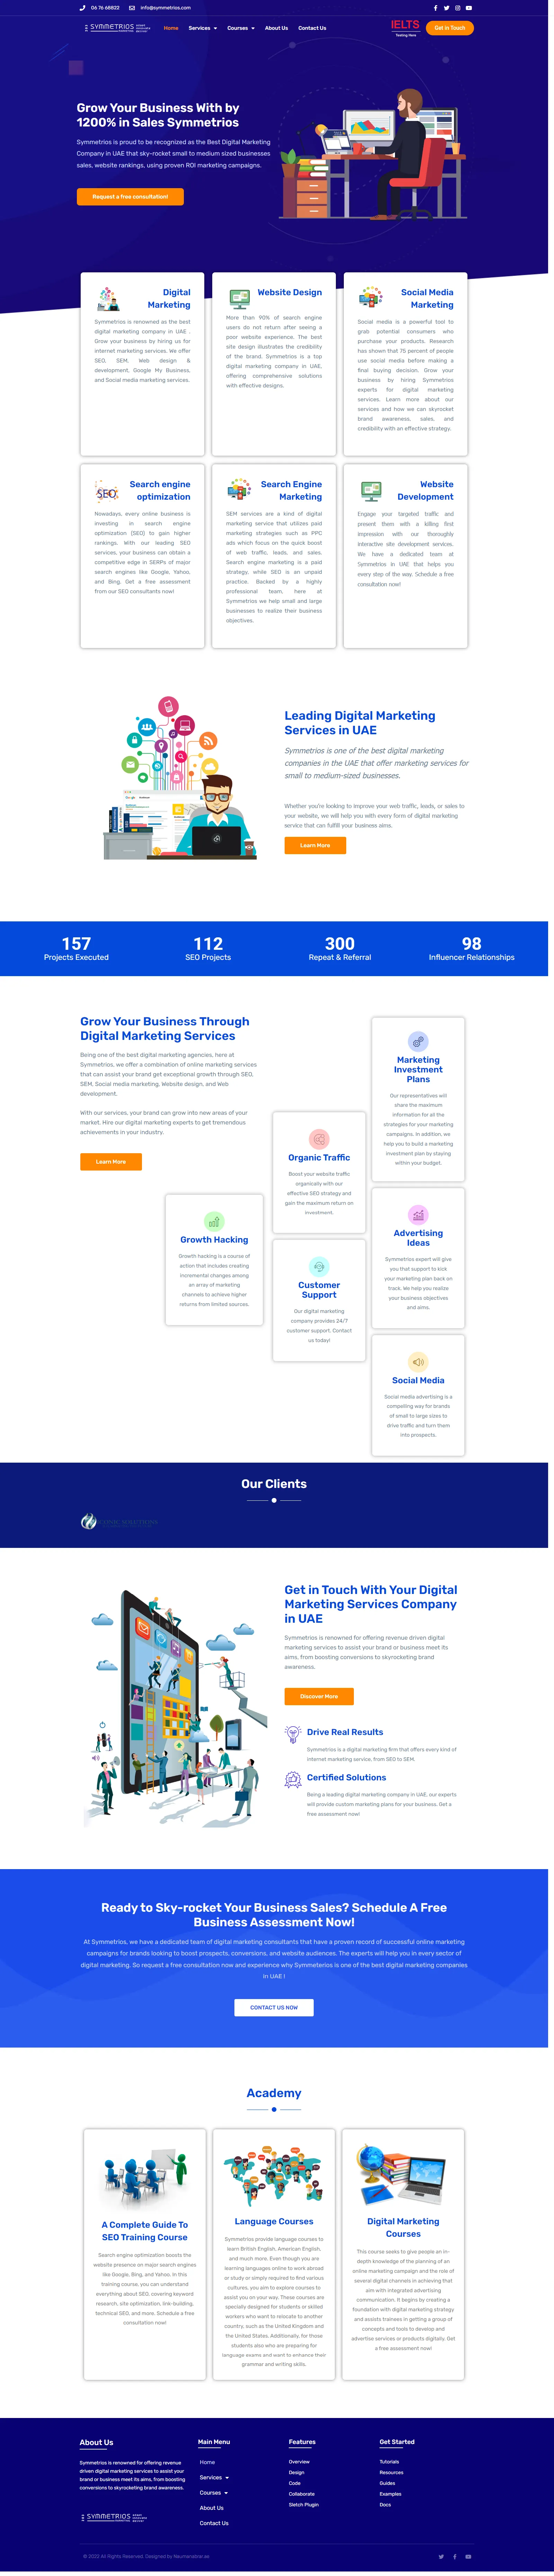 06 76 68822
info@symmetrios.com
SYMMETRIOS
Home
Services
Courses
About Us
Contact Us
IELTS
Testing Here
Get in Touch
Grow Your Business With by
1200% in Sales Symmetrios
Symmetrios is proud to be recognized as the Best Digital Marketing
Company in UAE that sky-rocket small to medium sized businesses
sales, website rankings, using proven ROI marketing campaigns.
Request a free consultation!
Digital
Marketing
Symmetrios is renowned as the best
digital marketing company in UAE .
Grow your business by hiring us for
internet marketing services. We offer
SEO, SEM, Web design &
development, Google My Business,
and Social media marketing services.
Website Design
More than 90% of search engine
users do not return after seeing a
poor website experience. The best
site design illustrates the credibility
of the brand. Symmetrios is a top
digital marketing company in UAE,
offering comprehensive solutions
with effective designs.
Social Media
Marketing
Social media is a powerful tool to
grab potential consumers who
purchase your products. Research
has shown that 75 percent of people
use social media before making a
final buying decision. Grow your
business by hiring Symmetrios
experts for digital marketing
services. Learn more about our
services and how we can skyrocket
brand awareness, sales, and
credibility with an effective strategy.
SEO
Search engine
optimization
Nowadays, every online business is
investing in search engine
optimization (SEO) to gain higher
rankings. With our leading SEO
services, your business can obtain a
competitive edge in SERPs of major
search engines like Google, Yahoo,
and Bing. Get a free assessment
from our SEO consultants now!
Search Engine
Marketing
SEM services are a kind of digital
marketing service that utilizes paid
marketing strategies such as PPC
ads which focus on the quick boost
of web traffic, leads, and sales.
Search engine marketing is a paid
strategy, while SEO is an unpaid
practice. Backed by a highly
professional team, here at
Symmetrios we help small and large
businesses to realize their business
objectives.
Website
Development
Engage your targeted traffic and
present them with a killing first
impression with our thoroughly
interactive site development services.
We have a dedicated team at
Symmetrios in UAE that helps you
every step of the way. Schedule a free
consultation now!
Leading Digital Marketing
Services in UAE
Symmetrios is one of the best digital marketing
companies in the UAE that offer marketing services for
small to medium-sized businesses.
Whether you're looking to improve your web traffic, leads, or sales to
your website, we will help you with every form of digital marketing
service that can fulfill your business aims.
Learn More
157
Projects Executed
112
SEO Projects
300
Repeat & Referral
98
Influencer Relationships
Grow Your Business Through
Digital Marketing Services
Being one of the best digital marketing agencies, here at
Symmetrios, we offer a combination of online marketing services
that can assist your brand get exceptional growth through SEO,
SEM, Social media marketing, Website design, and Web
development.
With our services, your brand can grow into new areas of your
market. Hire our digital marketing experts to get tremendous
achievements in your industry.
Learn More
Growth Hacking
Growth hacking is a course of
action that includes creating
incremental changes among
an array of marketing
channels to achieve higher
returns from limited sources.
Organic Traffic
Boost your website traffic
organically with our
effective SEO strategy and
gain the maximum return on
investment.
Customer
Support
Our digital marketing
company provides 24/7
customer support. Contact
us today!
Marketing
Investment
Plans
Our representatives will
share the maximum
information for all the
strategies for your marketing
campaigns. In addition, we
help you to build a marketing
investment plan by staying
within your budget.
Advertising
Ideas
Symmetrios expert will give
you that support to kick
your marketing plan back on
track. We help you realize
your business objectives
and aims.
Social Media
Social media advertising is a
compelling way for brands
of small to large sizes to
drive traffic and turn them
into prospects.
Our Clients
Get in Touch With Your Digital
Marketing Services Company
in UAE
Symmetrios is renowned for offering revenue driven digital
marketing services to assist your brand or business meet its
aims, from boosting conversions to skyrocketing brand
awareness.
Discover More
Drive Real Results
Symmetrios is a digital marketing firm that offers every kind of
internet marketing service, from SEO to SEM.
Certified Solutions
Being a leading digital marketing company in UAE, our experts
will provide custom marketing plans for your business. Get a
free assessment now!
Ready to Sky-rocket Your Business Sales? Schedule A Free
Business Assessment Now!
At Symmetrios, we have a dedicated team of digital marketing consultants that have a proven record of successful online marketing
campaigns for brands looking to boost prospects, conversions, and website audiences. The experts will help you in every sector of
digital marketing. So request a free consultation now and experience why Symmeterios is one of the best digital marketing companies
in UAE !
CONTACT US NOW
Academy
A Complete Guide To
SEO Training Course
Search engine optimization boosts the
website presence on major search engines
like Google, Bing, and Yahoo. In this
training course, you can understand
everything about SEO, covering keyword
research, site optimization, link-building,
technical SEO, and more. Schedule a free
consultation now!
Language Courses
Symmetrios provide language courses to
learn British English, American English,
and much more. Even though you are
learning languages online to work abroad
or study or simply required to find various
cultures, you aim to explore courses to
assist you on your way. These courses are
specially designed for students or skilled
workers who want to relocate to another
country, such as the United Kingdom and
the United States. Additionally, for those
students also who are preparing for
language exams and want to enhance their
grammar and writing skills.
Digital Marketing
Courses
This course seeks to give people an in-
depth knowledge of the planning of an
online marketing campaign and the role of
several digital channels in achieving that
aim with integrated advertising
communication. It begins by creating a
foundation with digital marketing strategy
and assists trainees in getting a group of
concepts and tools to develop and
advertise services or products digitally. Get
a free assessment now!
About Us
Symmetrios is renowned for offering revenue
driven digital marketing services to assist your
brand or business meet its aims, from boosting
conversions to skyrocketing brand awareness.
SYMMETRIOS
Main Menu
Home
Services
Courses
About Us
Contact Us
Features
Overview
Design
Code
Collaborate
Sletch Plugin
Get Started
Tutorials
Resources
Guides
Examples
Docs